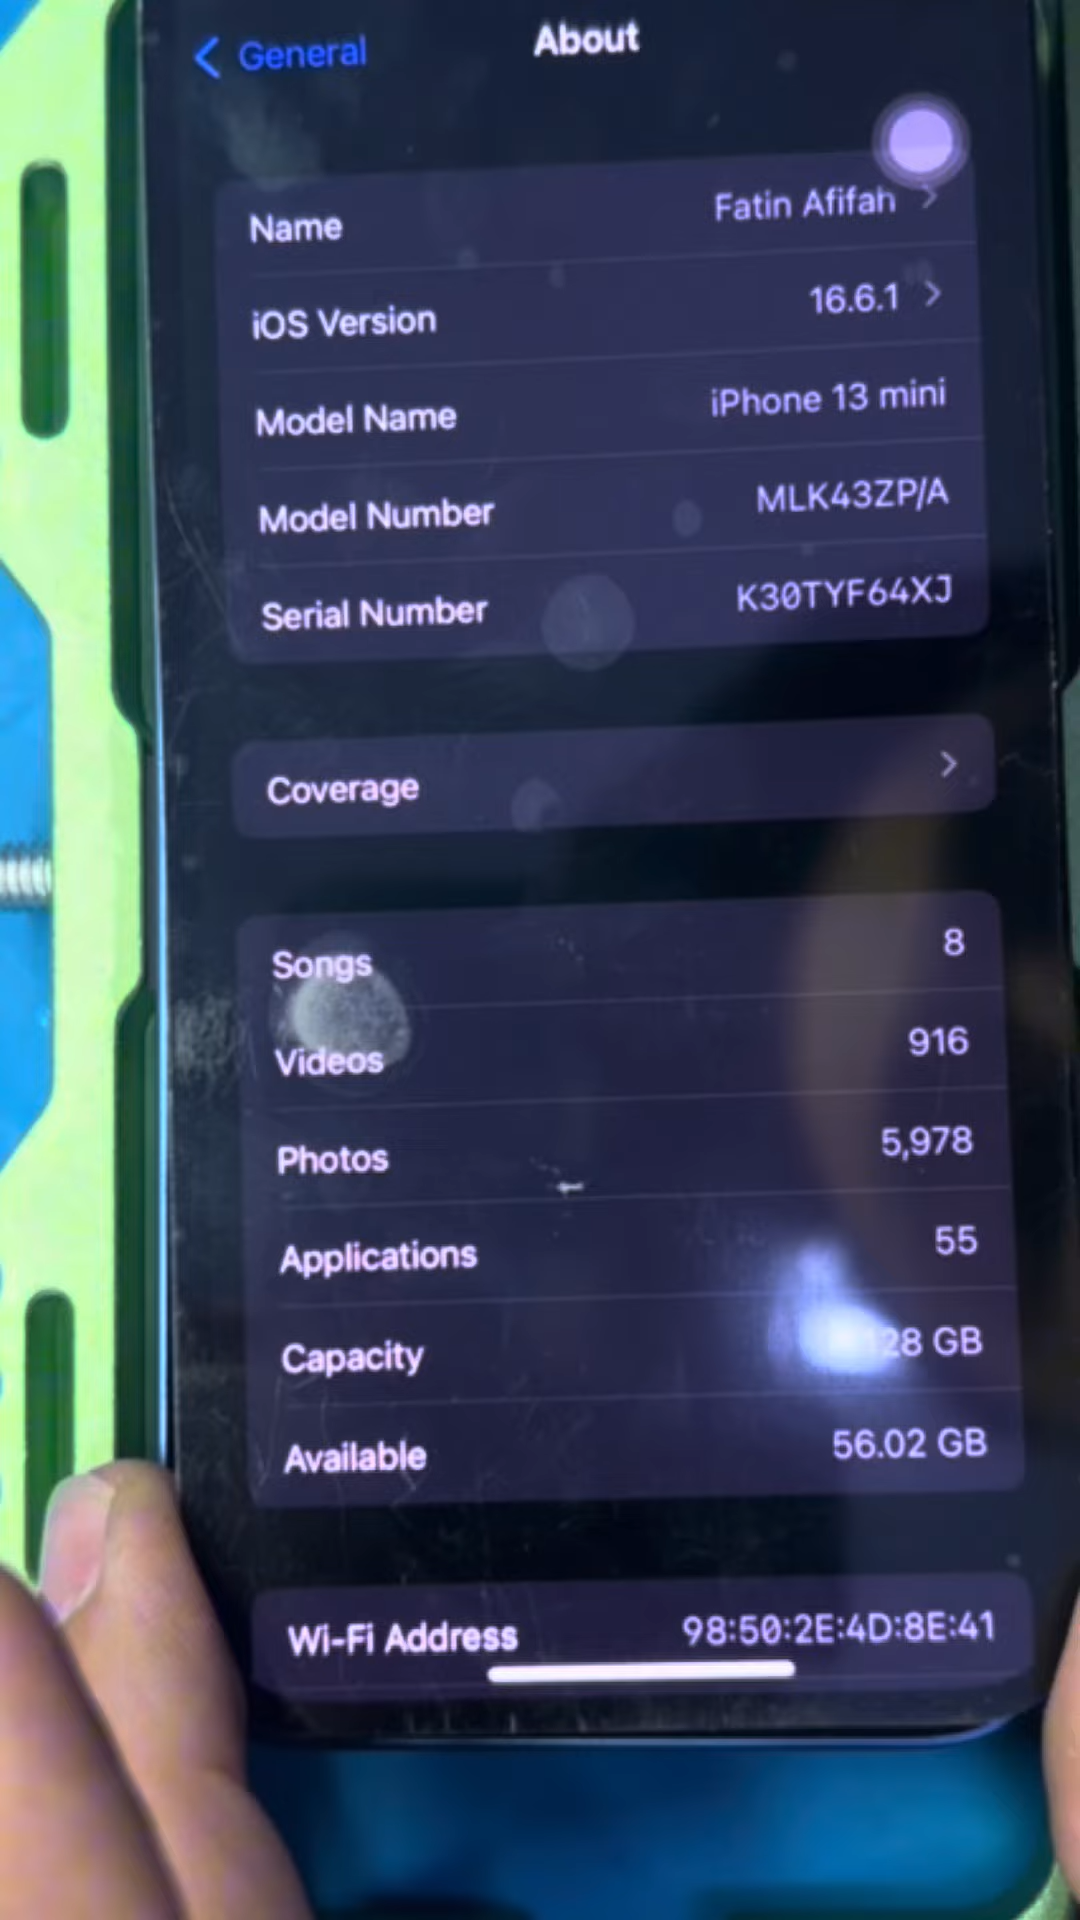 General
About
Name Fatin Afifah
iOS Version 16.6.1
Model Name iPhone 13 mini
Model Number MLK43ZP/A
Serial Number K30TYF64XJ
Coverage
Songs 8
Videos 916
Photos 5,978
Applications 55
Capacity 128 GB
Available 56.02 GB
Wi-Fi Address 98:50:2E:4D:8E:41